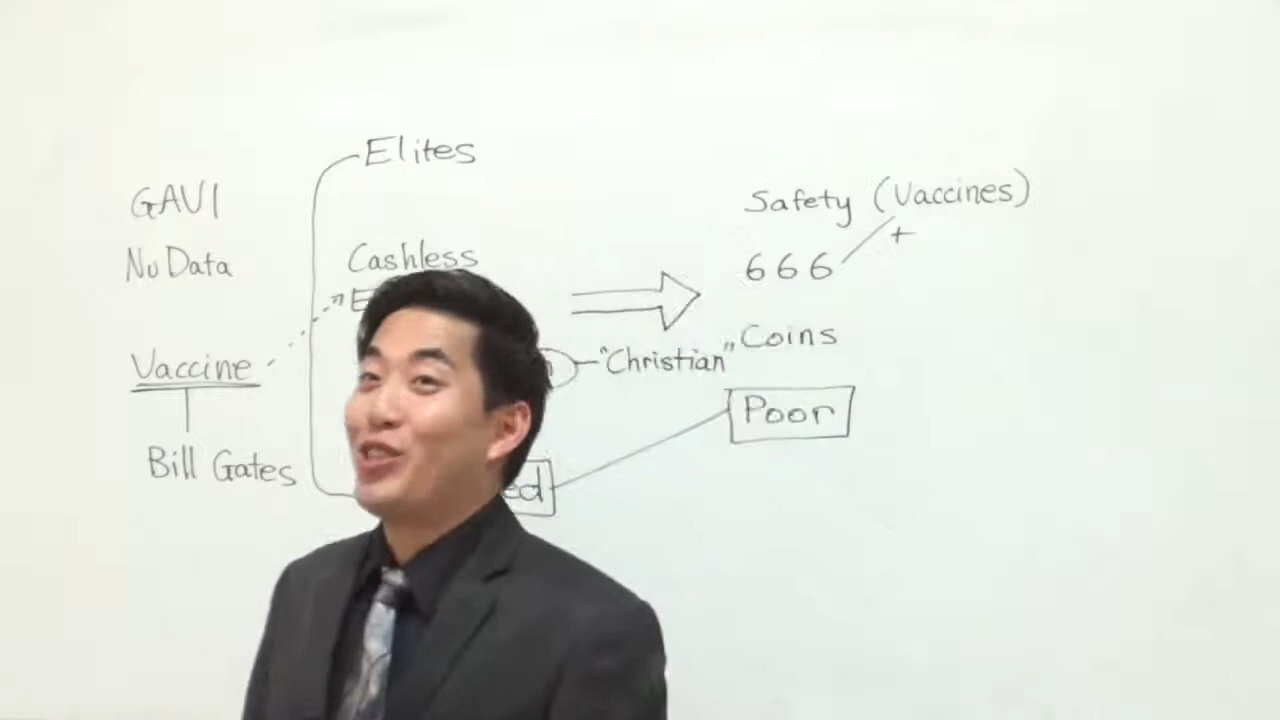 GAVI
No Data
Vaccine
Bill Gates
Elites
Cashless
"Christian"
Safety (Vaccines)
+
666
Coins
Poor